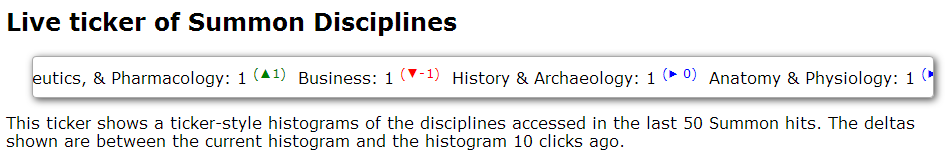 Live ticker of Summon Disciplines
eutics, & Pharmacology: 1 (▲1) Business: 1 (▼-1) History & Archaeology: 1 (► 0) Anatomy & Physiology: 1 (►
This ticker shows a ticker-style histograms of the disciplines accessed in the last 50 Summon hits. The deltas
shown are between the current histogram and the histogram 10 clicks ago.